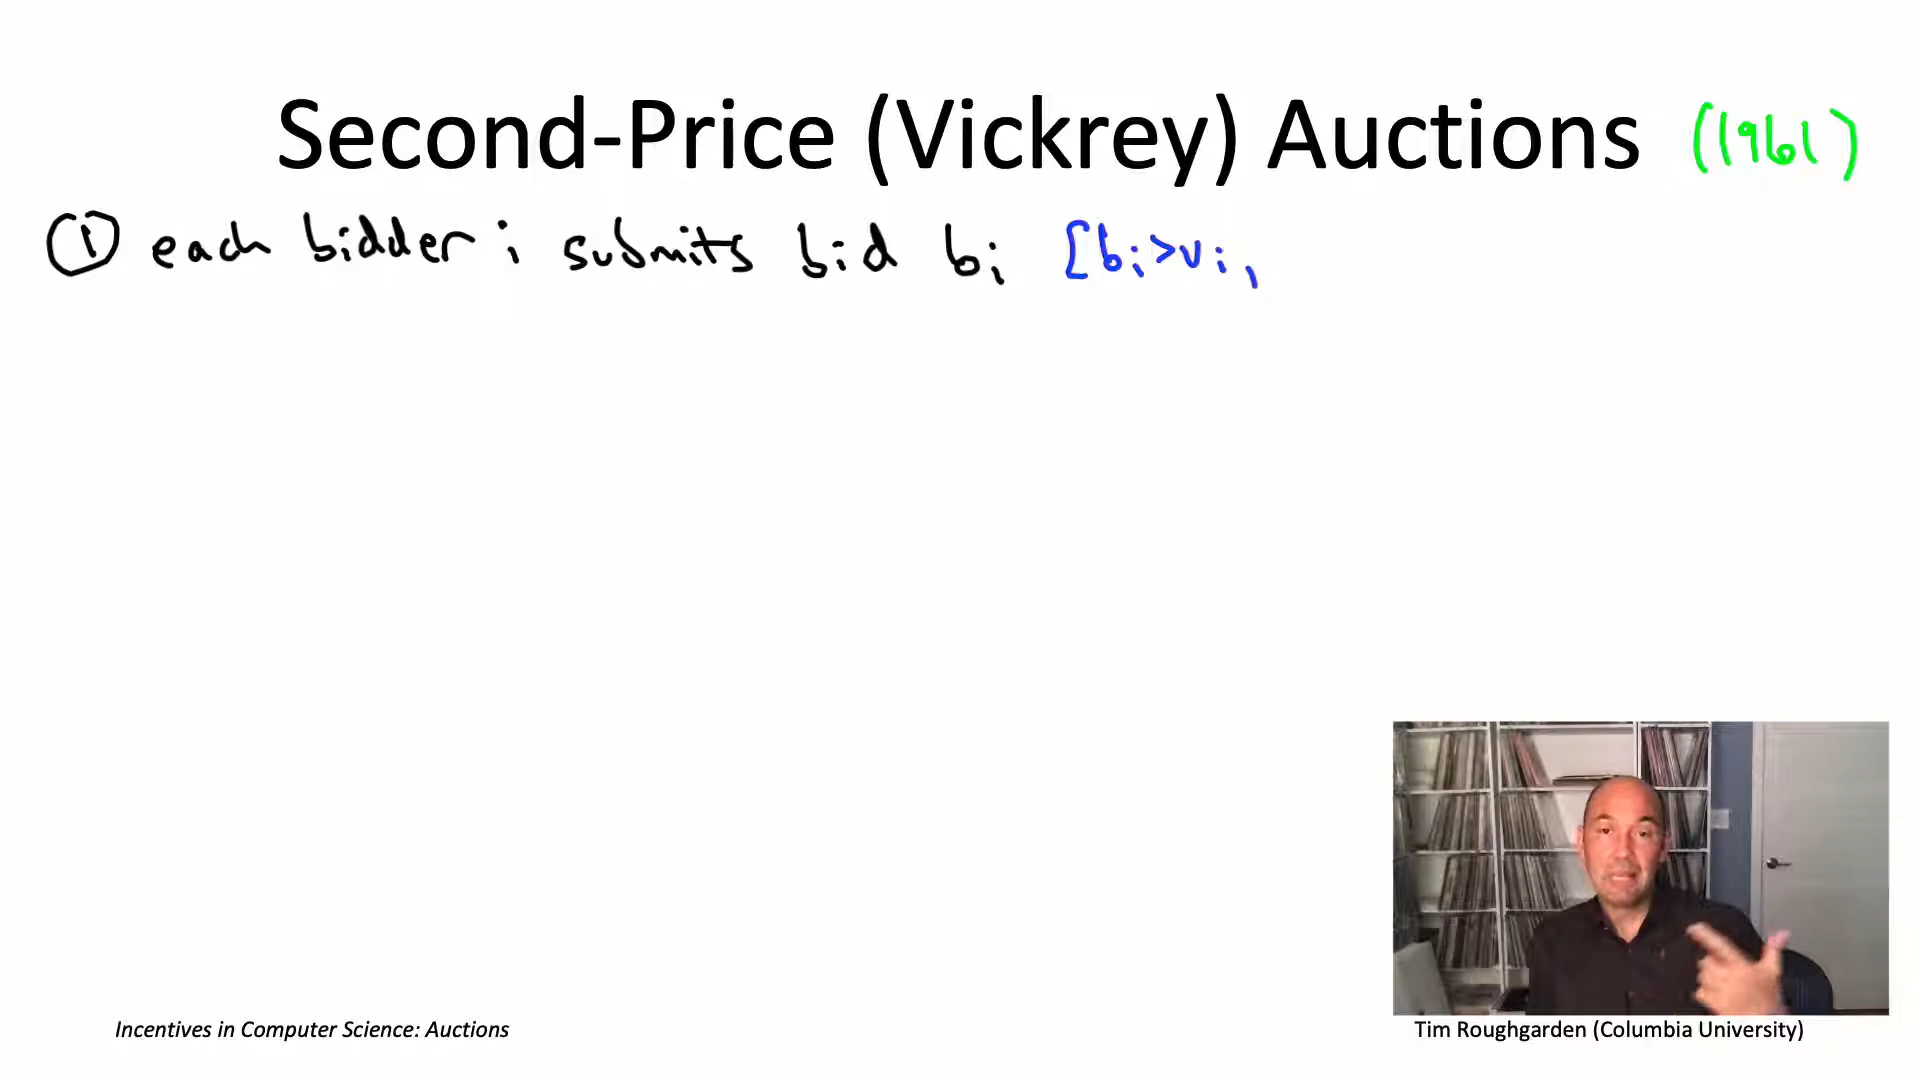 Second-Price (Vickrey) Auctions (1961)
① each bidder i submits bid bi [bi>vi,
Incentives in Computer Science: Auctions
Tim Roughgarden (Columbia University)